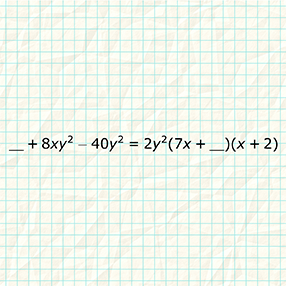 __ + 8xy² – 40y² = 2y²(7x + __)(x + 2)